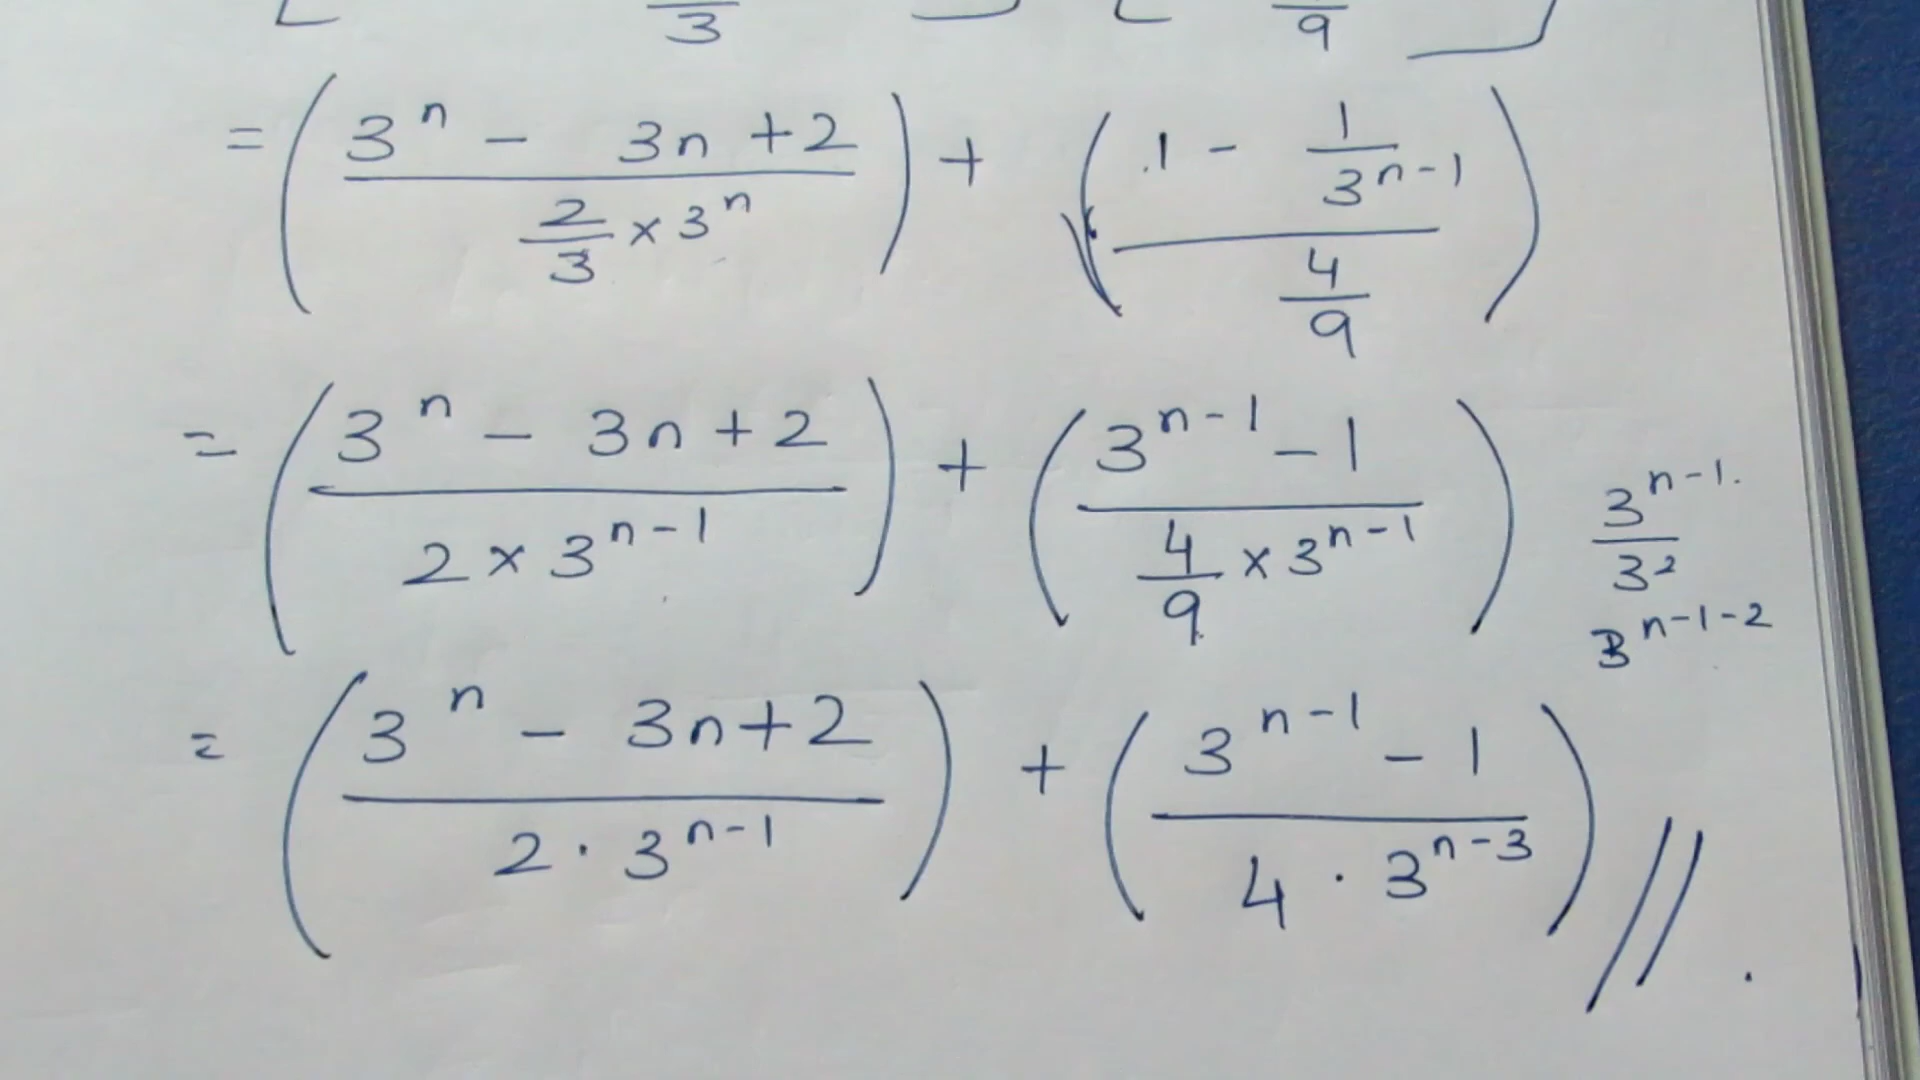 3 9
= ( (3^n - 3n + 2) / (2/3 × 3^n) ) + ( (1 - 1/3^(n-1)) / (4/9) )
= ( (3^n - 3n + 2) / (2 × 3^(n-1)) ) + ( (3^(n-1) - 1) / (4/9 × 3^(n-1)) )
3^(n-1) / 3^2
3^(n-1-2)
= ( (3^n - 3n + 2) / (2 · 3^(n-1)) ) + ( (3^(n-1) - 1) / (4 · 3^(n-3)) ) //